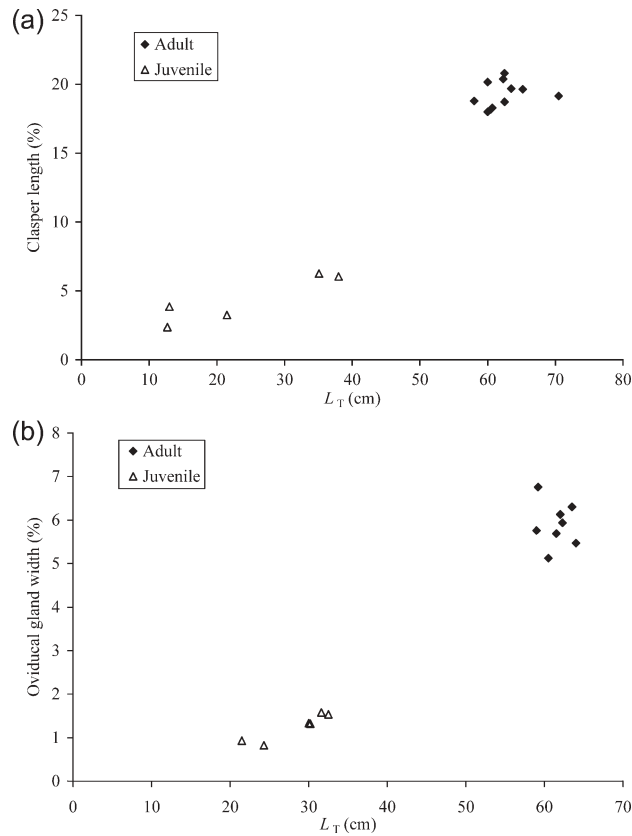 (a)
25
20
15
10
5
0
Clasper length (%)
Adult
Juvenile
0 10 20 30 40 50 60 70 80
L T (cm)
(b)
8
7
6
5
4
3
2
1
0
Oviducal gland width (%)
Adult
Juvenile
0 10 20 30 40 50 60 70
L T (cm)